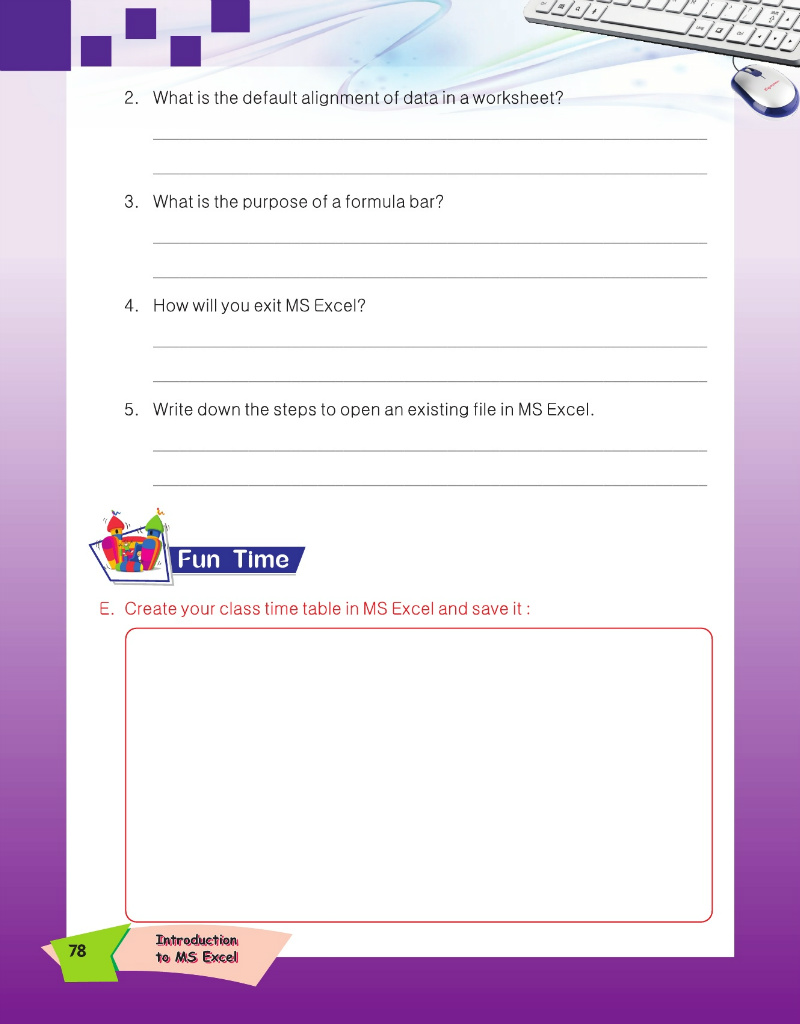 2. What is the default alignment of data in a worksheet?
3. What is the purpose of a formula bar?
4. How will you exit MS Excel?
5. Write down the steps to open an existing file in MS Excel.
Fun Time
E. Create your class time table in MS Excel and save it :
78
Introduction
to MS Excel